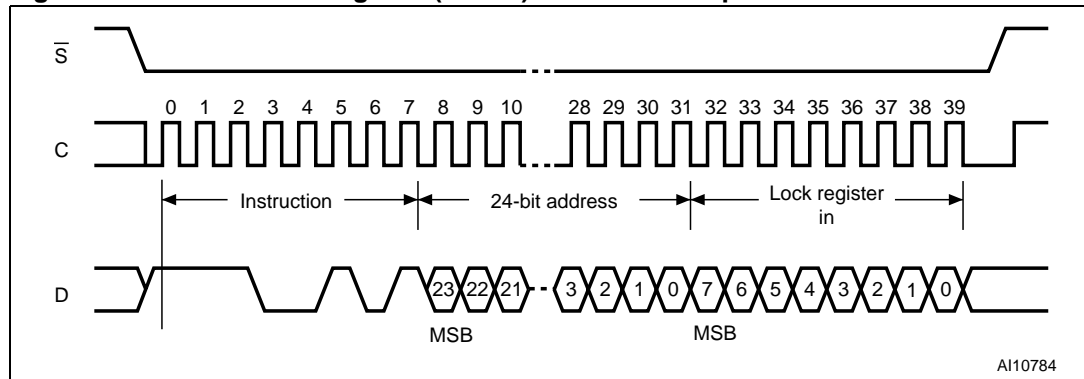 S
0 1 2 3 4 5 6 7 8 9 10 28 29 30 31 32 33 34 35 36 37 38 39
C
Instruction 24-bit address Lock register
in
D
23 22 21 3 2 1 0 7 6 5 4 3 2 1 0
MSB MSB
AI10784